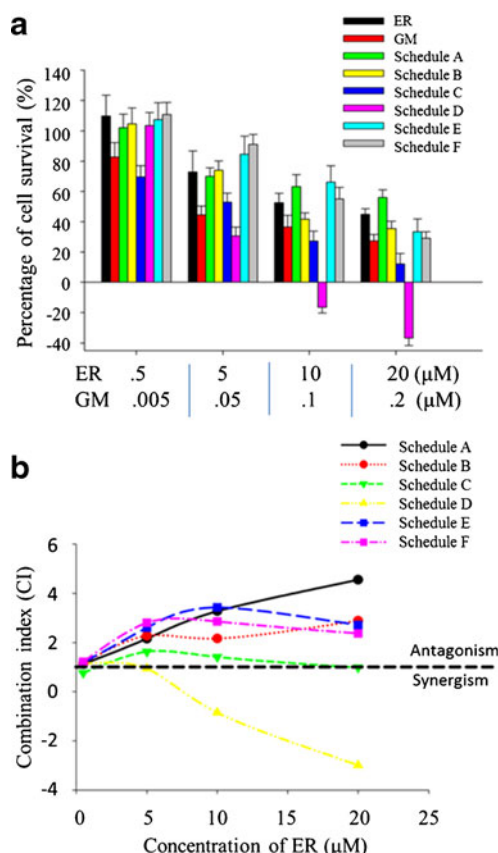 a
ER
GM
Schedule A
Schedule B
Schedule C
Schedule D
Schedule E
Schedule F
Percentage of cell survival (%)
140
120
100
80
60
40
20
0
-20
-40
ER .5 5 10 20 (μM)
GM .005 .05 .1 .2 (μM)
b
Schedule A
Schedule B
Schedule C
Schedule D
Schedule E
Schedule F
Combination index (CI)
6
4
2
0
-2
-4
Antagonism
Synergism
0 5 10 15 20 25
Concentration of ER (μM)